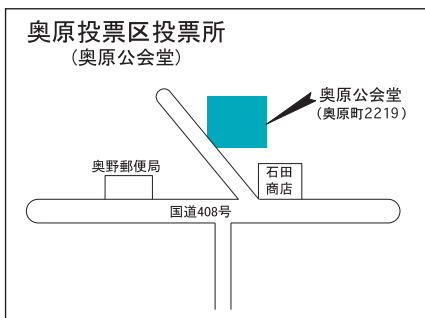 奥原投票区投票所
（奥原公会堂）
奥原公会堂
（奥原町2219）
奥野郵便局
石田
商店
国道408号